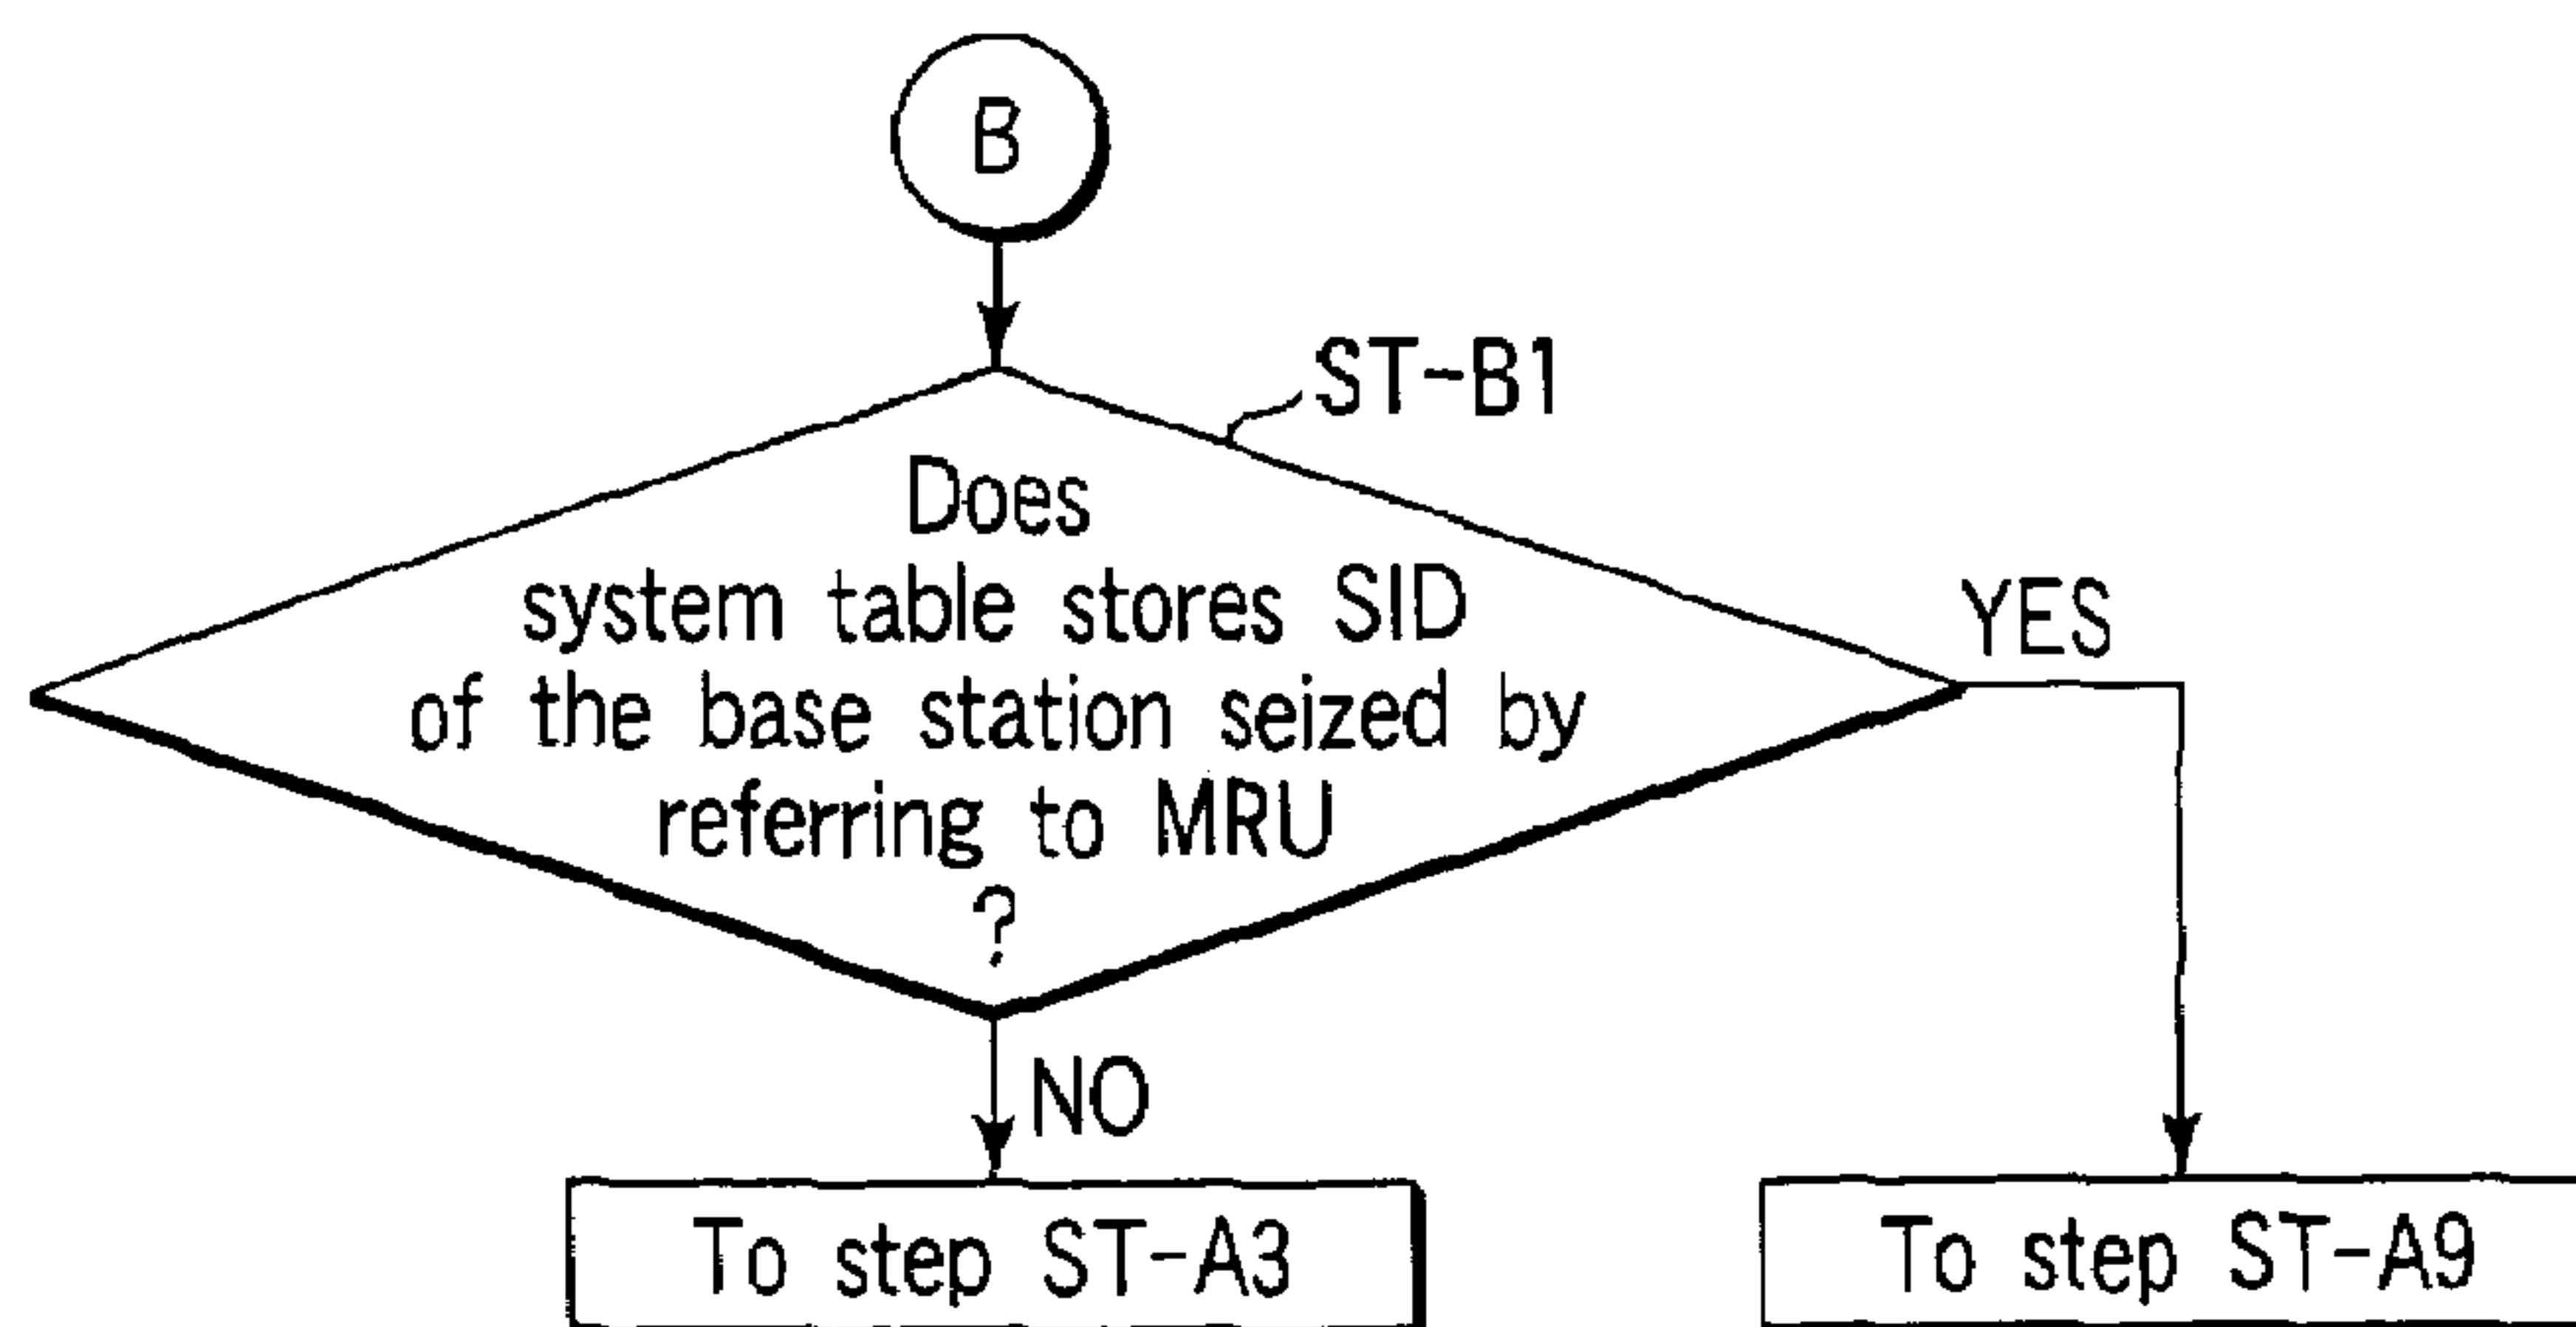 B
ST-B1
Does
system table stores SID
of the base station seized by
referring to MRU
?
YES
NO
To step ST-A3
To step ST-A9